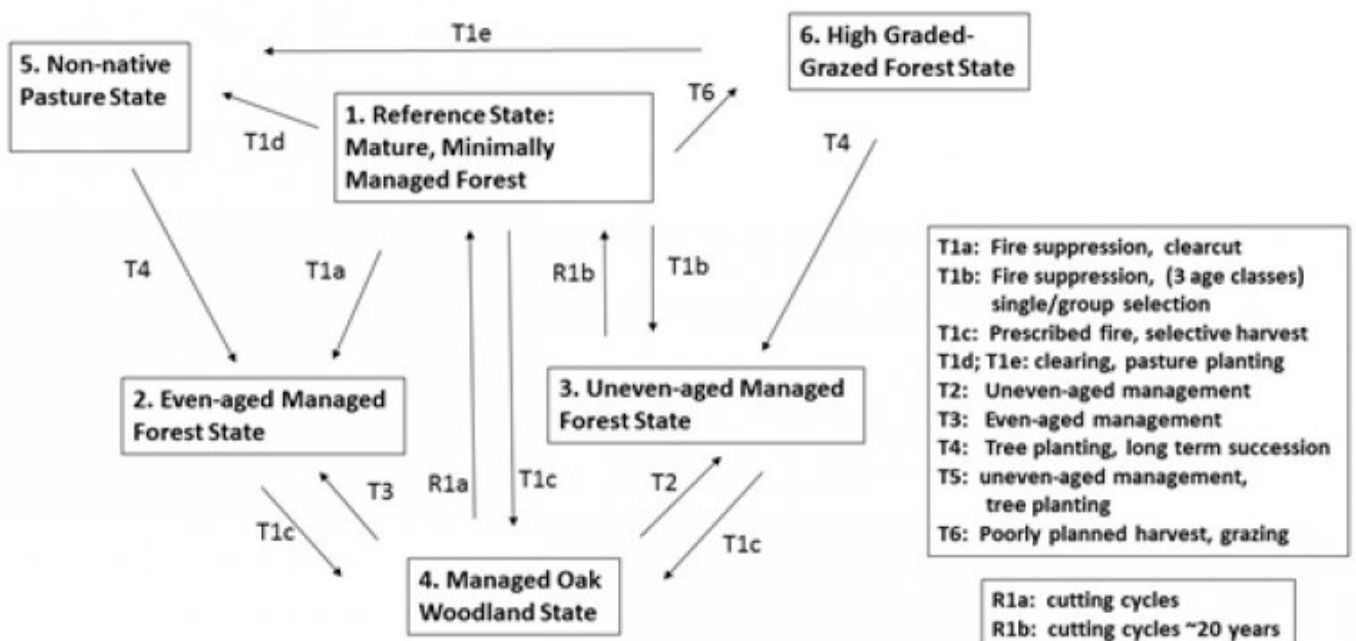 T1e
6. High Graded-
Grazed Forest State
5. Non-native
Pasture State
T1d
1. Reference State:
Mature, Minimally
Managed Forest
T6
T4
T4
T1a
R1b
T1b
2. Even-aged Managed
Forest State
3. Uneven-aged Managed
Forest State
T1c
T3
R1a
T1c
T2
T1c
4. Managed Oak
Woodland State
T1a: Fire suppression, clearcut
T1b: Fire suppression, (3 age classes)
single/group selection
T1c: Prescribed fire, selective harvest
T1d; T1e: clearing, pasture planting
T2: Uneven-aged management
T3: Even-aged management
T4: Tree planting, long term succession
T5: uneven-aged management,
tree planting
T6: Poorly planned harvest, grazing
R1a: cutting cycles
R1b: cutting cycles ~20 years